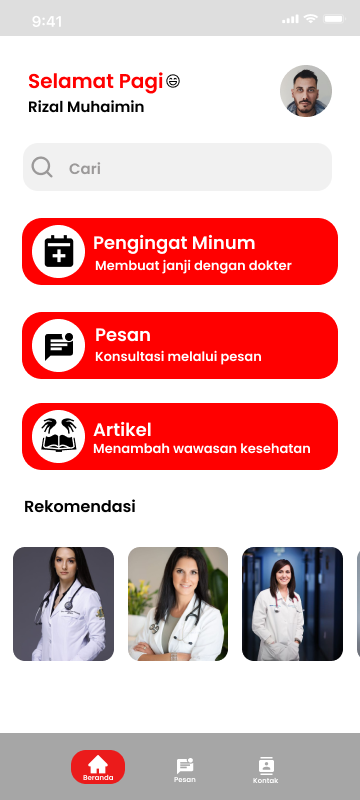 9:41
Selamat Pagi
Rizal Muhaimin
Cari
Pengingat Minum
Membuat janji dengan dokter
Pesan
Konsultasi melalui pesan
Artikel
Menambah wawasan kesehatan
Rekomendasi
Beranda
Pesan
Kontak